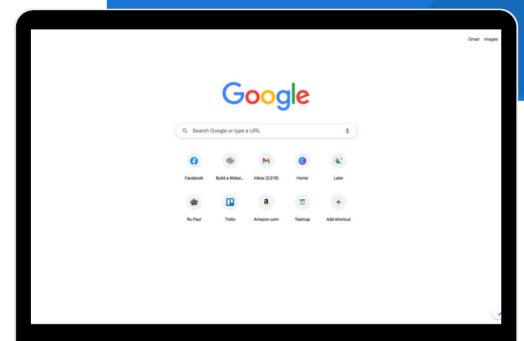 Gmail Images
Google
Search Google or type a URL
Facebook Build a Websi... Inbox (3,318) Home Later
Ru Paul Trello Amazon.com Teamup Add shortcut